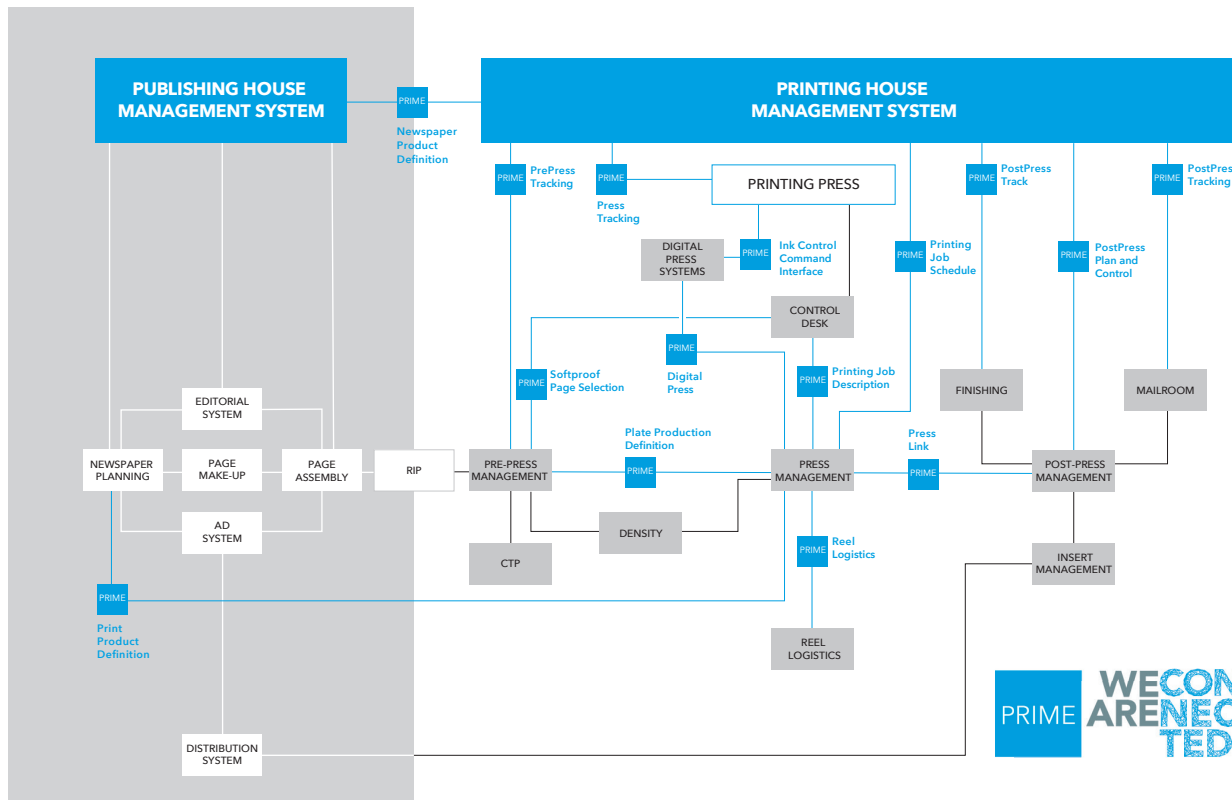 PUBLISHING HOUSE
MANAGEMENT SYSTEM
PRIME
Newspaper
Product
Definition
PRINTING HOUSE
MANAGEMENT SYSTEM
PRIME
PrePress
Tracking
PRIME
Press
Tracking
PRINTING PRESS
PRIME
PostPress
Track
PRIME
PostPress
Tracking
DIGITAL
PRESS
SYSTEMS
PRIME
Ink Control
Command
Interface
PRIME
Printing
Job
Schedule
PRIME
PostPress
Plan and
Control
CONTROL
DESK
PRIME
Digital
Press
PRIME
Softproof
Page Selection
PRIME
Printing Job
Description
FINISHING
MAILROOM
EDITORIAL
SYSTEM
Plate Production
Definition
PRIME
Press
Link
PRIME
NEWSPAPER
PLANNING
PAGE
MAKE-UP
PAGE
ASSEMBLY
RIP
PRE-PRESS
MANAGEMENT
PRESS
MANAGEMENT
POST-PRESS
MANAGEMENT
AD
SYSTEM
DENSITY
PRIME
Reel
Logistics
CTP
INSERT
MANAGEMENT
PRIME
Print
Product
Definition
REEL
LOGISTICS
DISTRIBUTION
SYSTEM
PRIME
WECON
ARENEC
TED